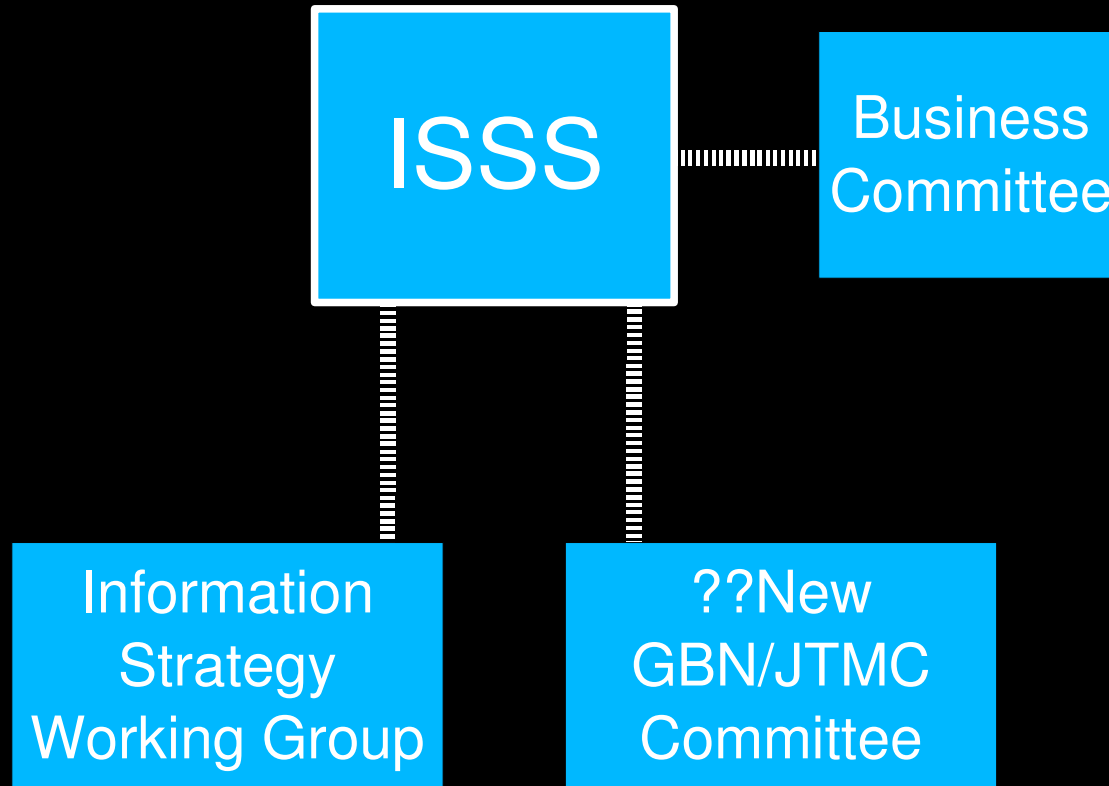 ISSS
Business
Committee
Information
Strategy
Working Group
??New
GBN/JTMC
Committee